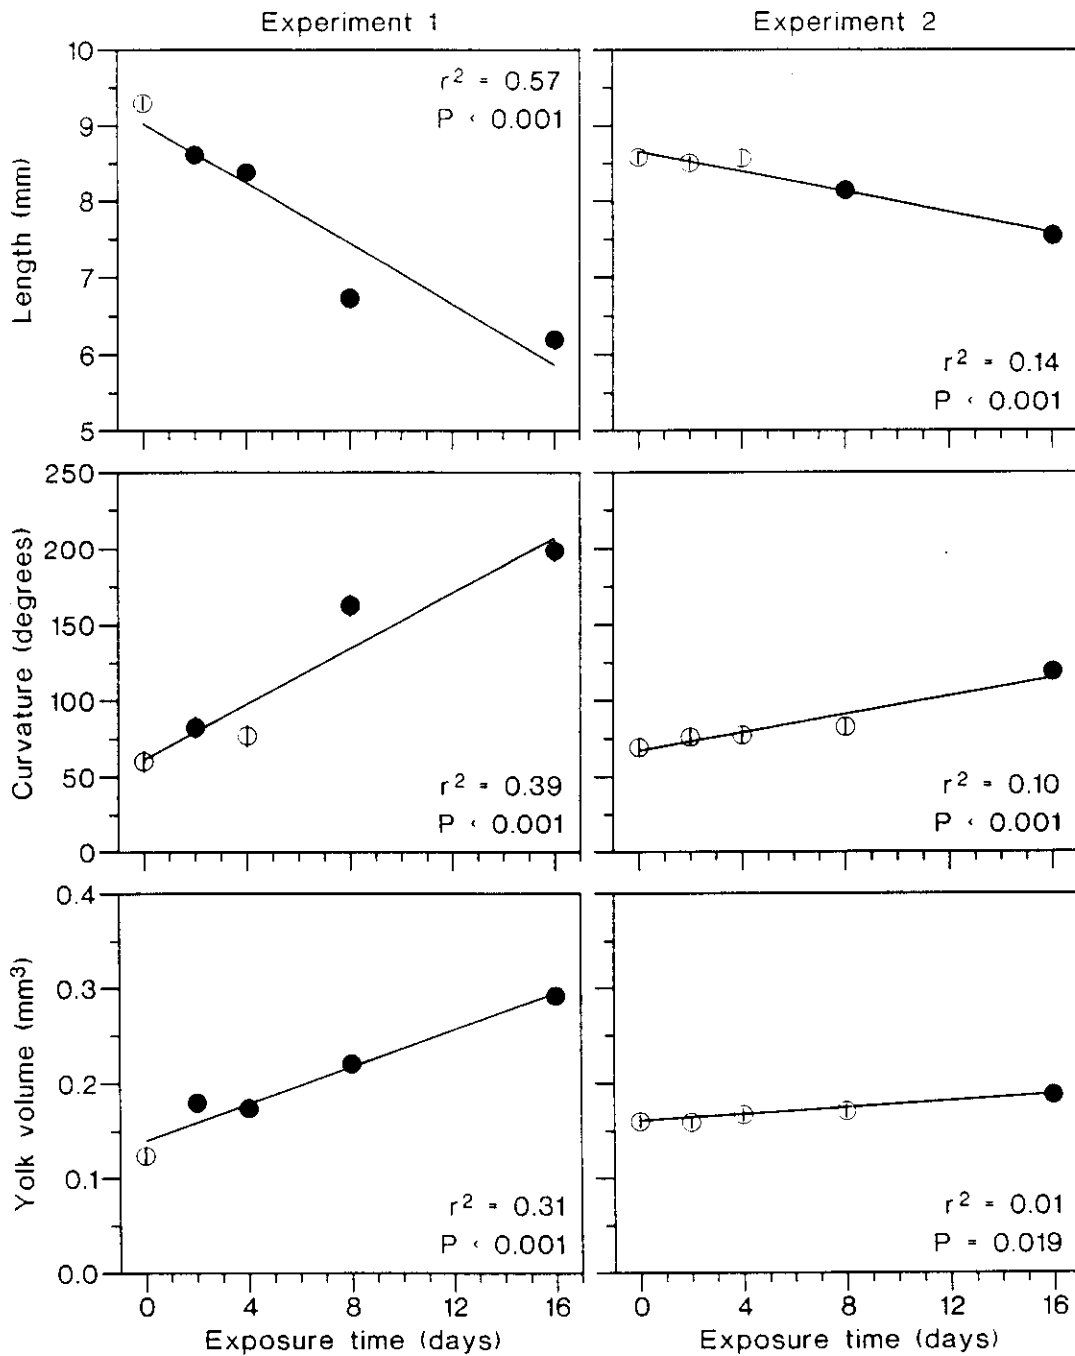 Experiment 1
Experiment 2
Length (mm)
10
9
8
7
6
5
r² = 0.57
P < 0.001
r² = 0.14
P < 0.001
Curvature (degrees)
250
200
150
100
50
0
r² = 0.39
P < 0.001
r² = 0.10
P < 0.001
Yolk volume (mm³)
0.4
0.3
0.2
0.1
0.0
r² = 0.31
P < 0.001
r² = 0.01
P = 0.019
0 4 8 12 16
0 4 8 12 16
Exposure time (days)
Exposure time (days)